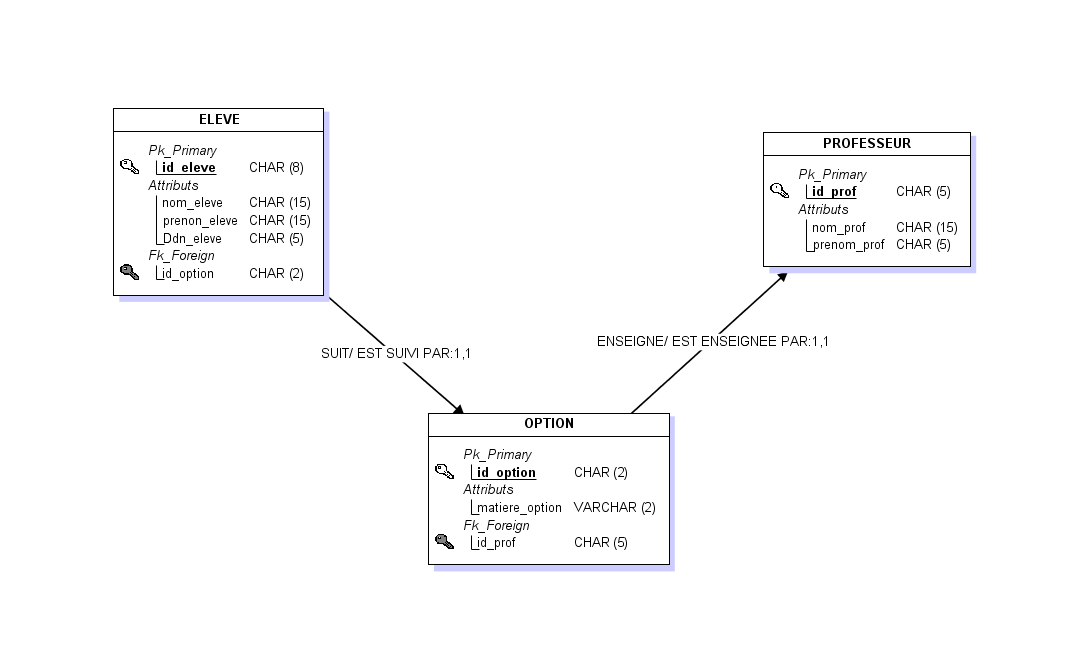 ELEVE
Pk_Primary
id_eleve CHAR (8)
Attributs
nom_eleve CHAR (15)
prenon_eleve CHAR (15)
Ddn_eleve CHAR (5)
Fk_Foreign
id_option CHAR (2)
PROFESSEUR
Pk_Primary
id_prof CHAR (5)
Attributs
nom_prof CHAR (15)
prenom_prof CHAR (5)
SUIT/ EST SUIVI PAR:1,1
ENSEIGNE/ EST ENSEIGNEE PAR:1,1
OPTION
Pk_Primary
id_option CHAR (2)
Attributs
matiere_option VARCHAR (2)
Fk_Foreign
id_prof CHAR (5)